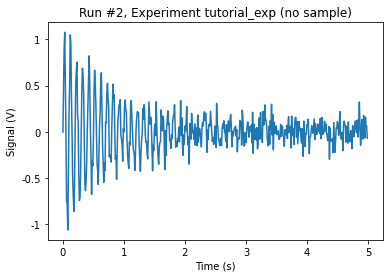 Run #2, Experiment tutorial_exp (no sample)
1
0.5
0
-0.5
-1
Signal (V)
0 1 2 3 4 5
Time (s)